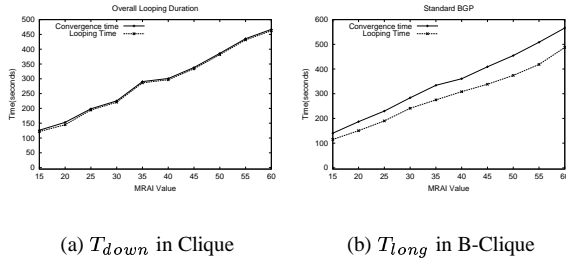 Overall Looping Duration
Convergence time
Looping Time
Time(seconds)
500
450
400
350
300
250
200
150
100
50
0
15 20 25 30 35 40 45 50 55 60
MRAI Value
(a) T_down in Clique
Standard BGP
Convergence time
Looping Time
Time(seconds)
600
500
400
300
200
100
0
15 20 25 30 35 40 45 50 55 60
MRAI Value
(b) T_long in B-Clique